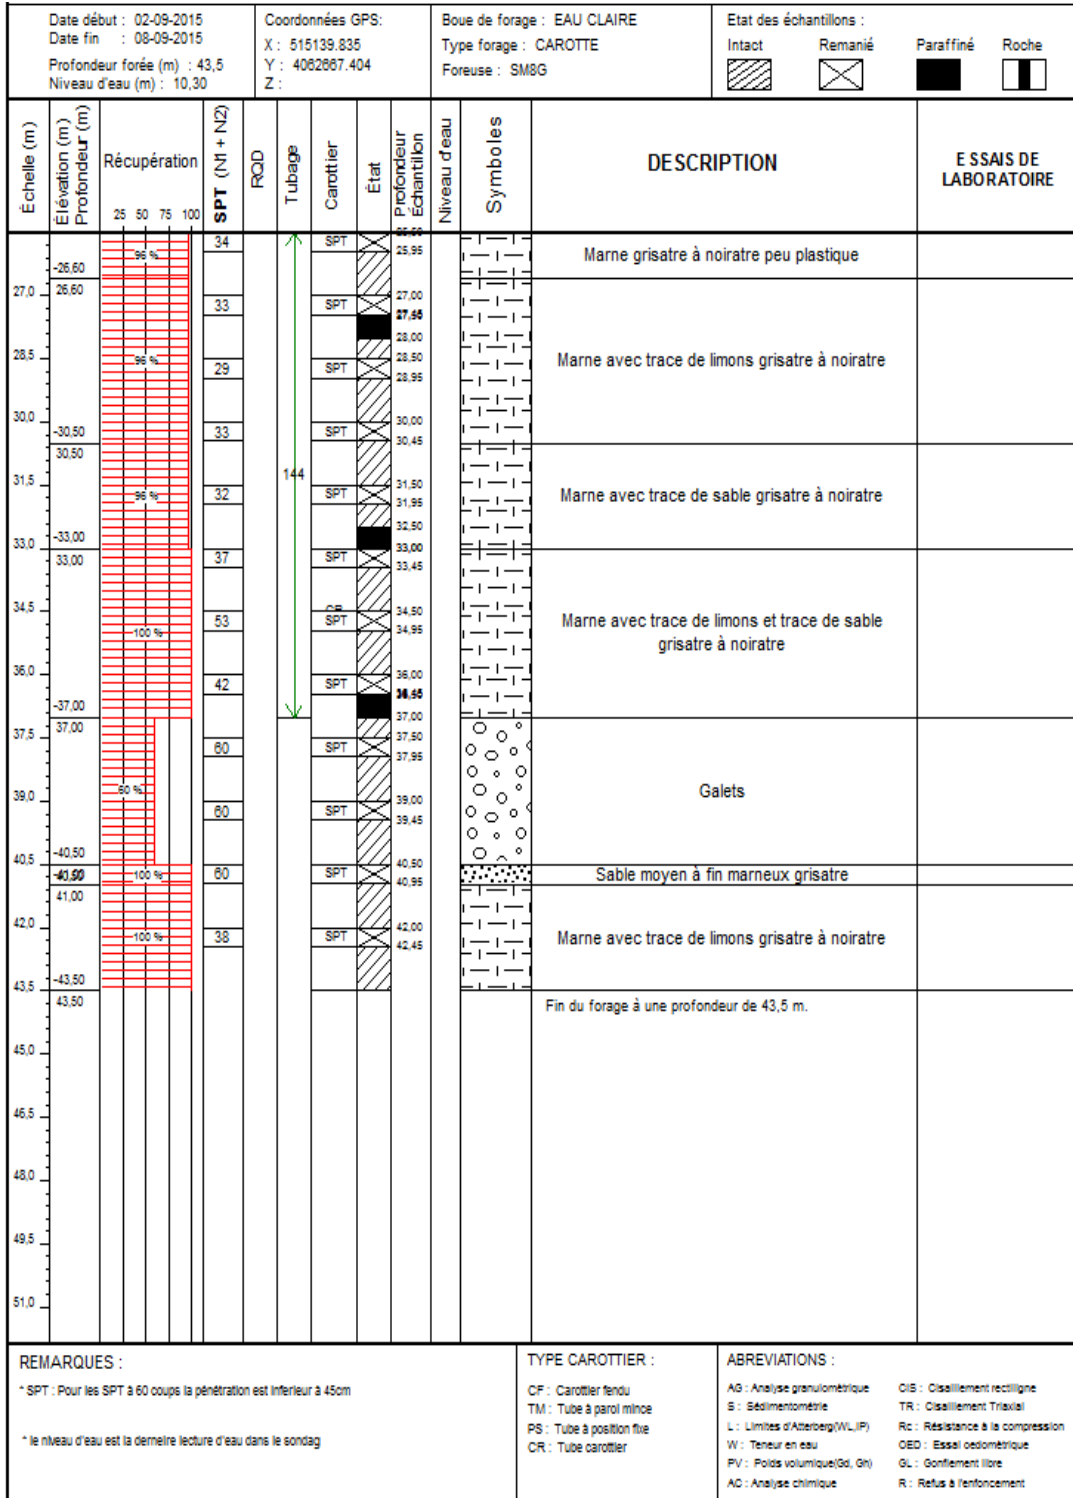 Date début : 02-09-2015
Date fin : 08-09-2015
Profondeur forée (m) : 43,5
Niveau d'eau (m) : 10,30
Coordonnées GPS:
X : 515139.835
Y : 4062667.404
Z :
Boue de forage : EAU CLAIRE
Type forage : CAROTTE
Foreuse : SM8G
Etat des échantillons :
Intact Remanié Paraffiné Roche
Échelle (m)
Élévation (m)
Profondeur (m)
Récupération
25 50 75 100
SPT (N1 + N2)
RQD
Tubage
Carottier
État
Profondeur
Échantillon
Niveau d'eau
Symboles
DESCRIPTION
ESSAIS DE
LABORATOIRE
96 % 34 SPT 25,95 Marne grisatre à noiratre peu plastique
-26,60
26,60
27,0 33 SPT 27,00
28,00
Marne avec trace de limons grisatre à noiratre
28,5 96 % 29 SPT 28,50
28,95
30,0 -30,50 33 SPT 30,00
30,50 30,45
144
31,5 96 % 32 SPT 31,50
31,95
Marne avec trace de sable grisatre à noiratre
32,50
-33,00
33,0 33,00 37 SPT 33,00
33,45
34,5 CR
53 SPT 34,50
34,95
100 %
Marne avec trace de limons et trace de sable
grisatre à noiratre
36,0 42 SPT 36,00
-37,00 37,00
37,00
37,5 60 SPT 37,50
37,95
60 %
Galets
39,0 60 SPT 39,00
39,45
-40,50
40,5 100 % 60 SPT 40,50
40,95
Sable moyen à fin marneux grisatre
41,00
42,0 100 % 38 SPT 42,00
42,45
Marne avec trace de limons grisatre à noiratre
-43,50
43,5 43,50
Fin du forage à une profondeur de 43,5 m.
45,0
46,5
48,0
49,5
51,0
REMARQUES :
* SPT : Pour les SPT à 60 coups la pénétration est inferieur à 45cm
* le niveau d'eau est la derneire lecture d'eau dans le sondag
TYPE CAROTTIER :
CF : Carottier fendu
TM : Tube à paroi mince
PS : Tube à position fixe
CR : Tube carottier
ABREVIATIONS :
AG : Analyse granulométrique
S : Sédimentométrie
L : Limites d'Atterberg(WL,IP)
W : Teneur en eau
PV : Poids volumique(Gd, Gh)
AC : Analyse chimique
CIS : Cisaillement rectiligne
TR : Cisaillement Triaxial
Rc : Résistance à la compression
OED : Essai oedométrique
GL : Gonflement libre
R : Refus à l'enfoncement